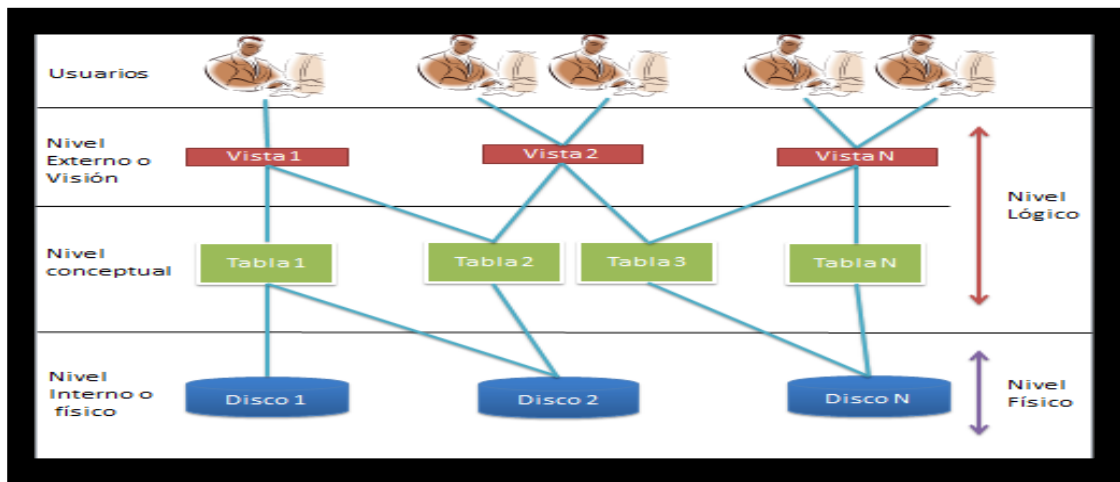 Usuarios
Nivel
Externo o
Visión
Vista 1
Vista 2
Vista N
Nivel
Lógico
Nivel
conceptual
Tabla 1
Tabla 2
Tabla 3
Tabla N
Nivel
Interno o
físico
Disco 1
Disco 2
Disco N
Nivel
Físico